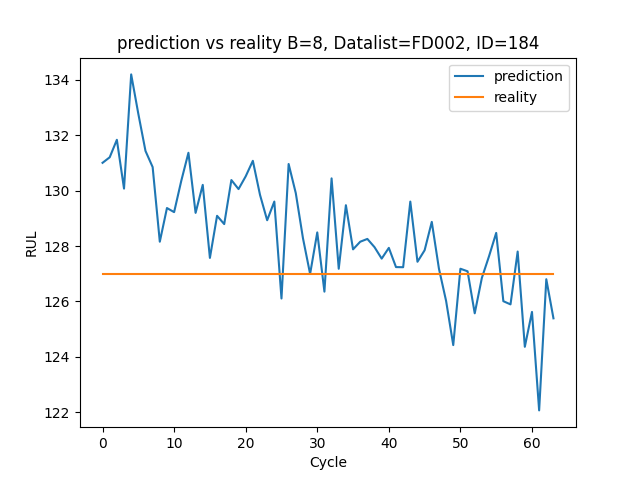 prediction vs reality B=8, Datalist=FD002, ID=184
prediction
reality
RUL
134
132
130
128
126
124
122
0 10 20 30 40 50 60
Cycle